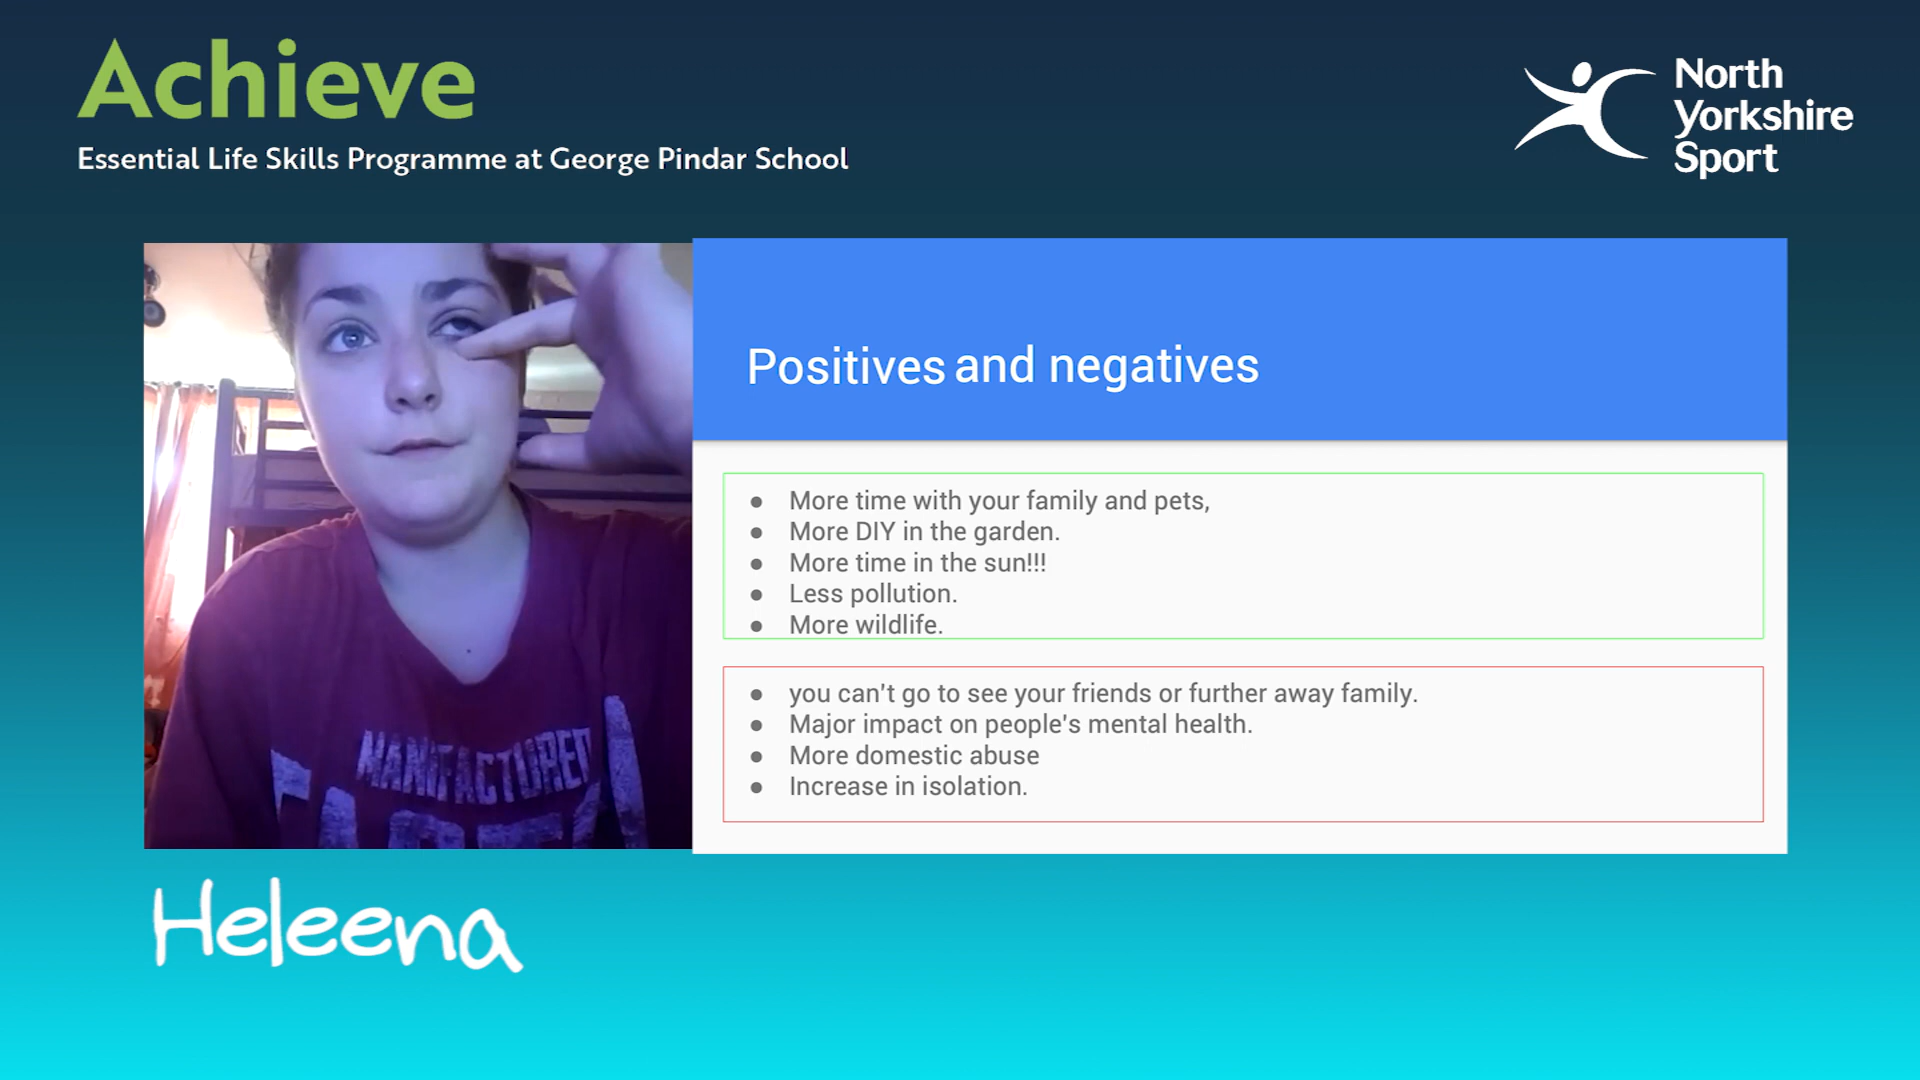 Achieve
Essential Life Skills Programme at George Pindar School
North
Yorkshire
Sport
Positives and negatives
● More time with your family and pets,
● More DIY in the garden.
● More time in the sun!!!
● Less pollution.
● More wildlife.
● you can't go to see your friends or further away family.
● Major impact on people's mental health.
● More domestic abuse
● Increase in isolation.
MANUFACTURED
Heleena